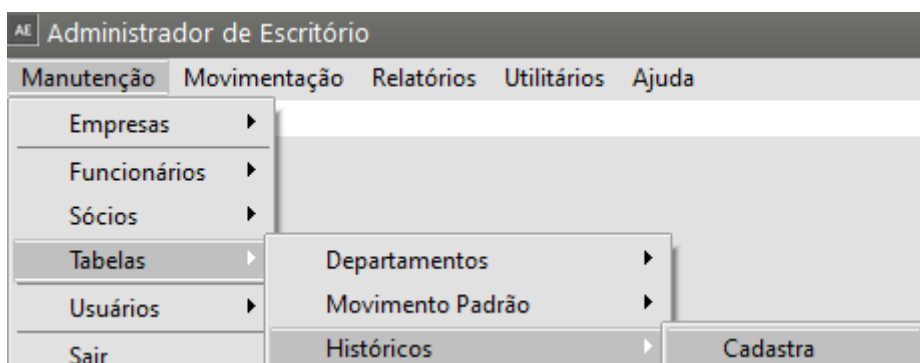 AE Administrador de Escritório
Manutenção Movimentação Relatórios Utilitários Ajuda
Empresas
Funcionários
Sócios
Tabelas Departamentos
Usuários Movimento Padrão
Sair Históricos Cadastra